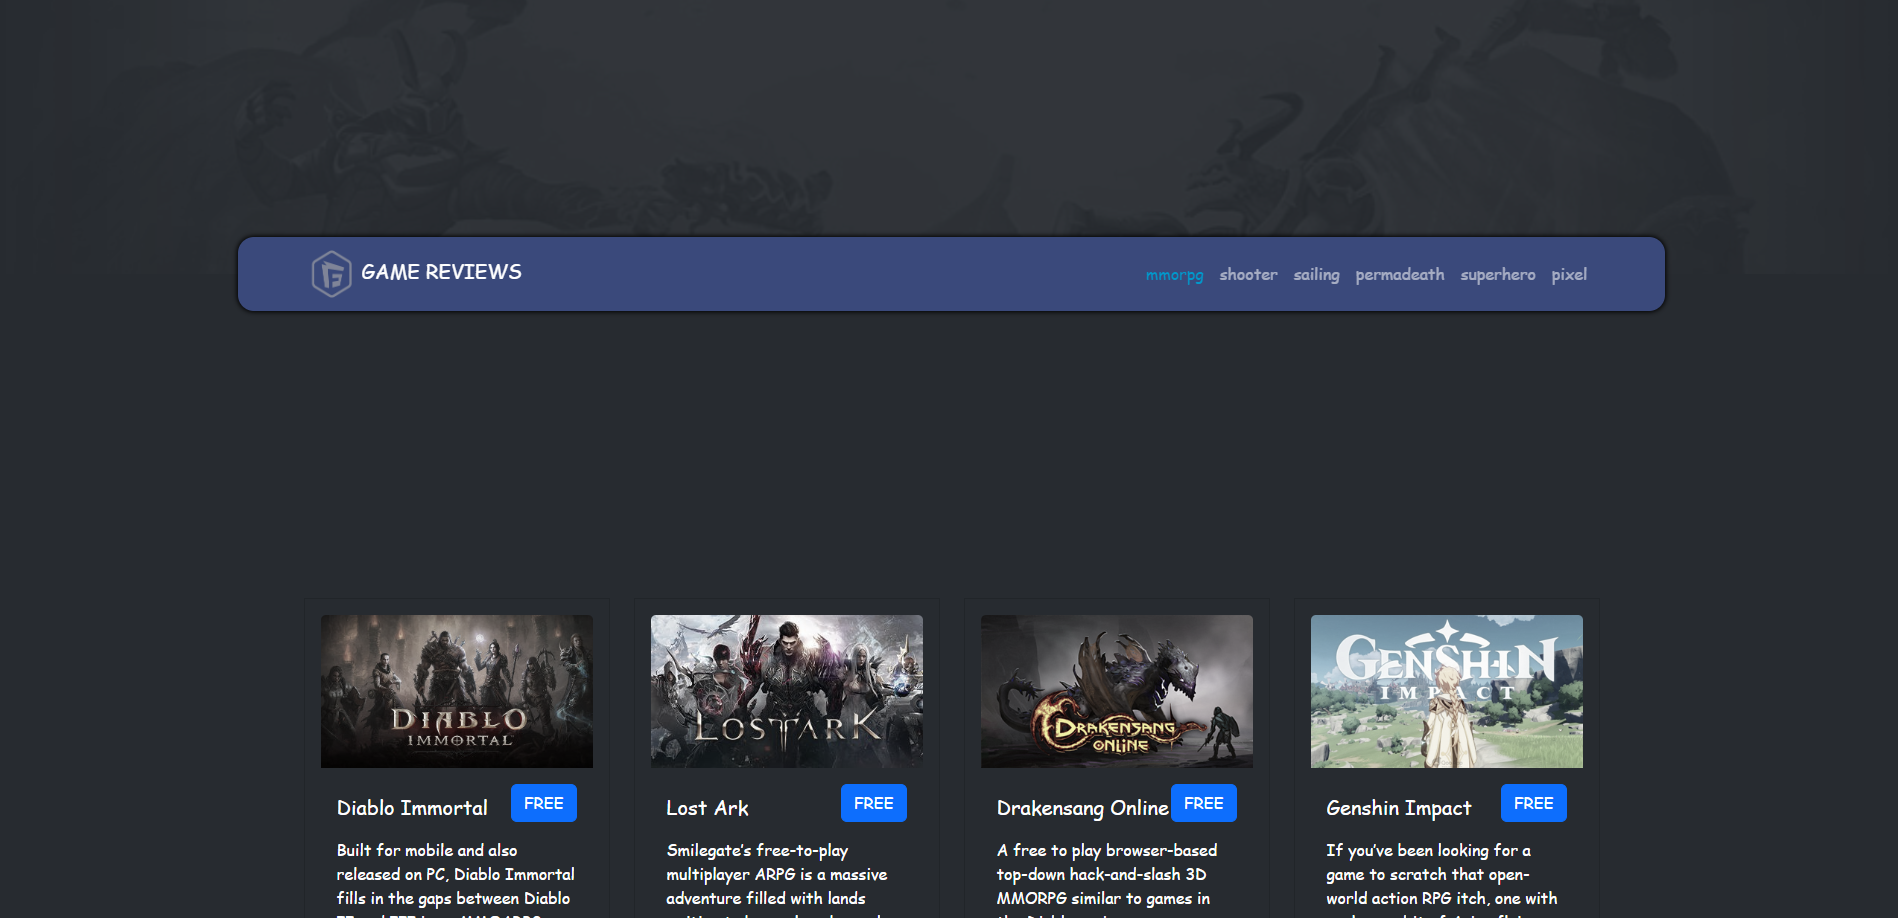 GAME REVIEWS
mmorpg shooter sailing permadeath superhero pixel
DIABLO
IMMORTAL
LOST ARK
DRAKENSANG
ONLINE
GENSHIN
IMPACT
Diablo Immortal FREE
Built for mobile and also
released on PC, Diablo Immortal
fills in the gaps between Diablo
Lost Ark FREE
Smilegate’s free-to-play
multiplayer ARPG is a massive
adventure filled with lands
Drakensang Online FREE
A free to play browser-based
top-down hack-and-slash 3D
MMORPG similar to games in
Genshin Impact FREE
If you’ve been looking for a
game to scratch that open-
world action RPG itch, one with